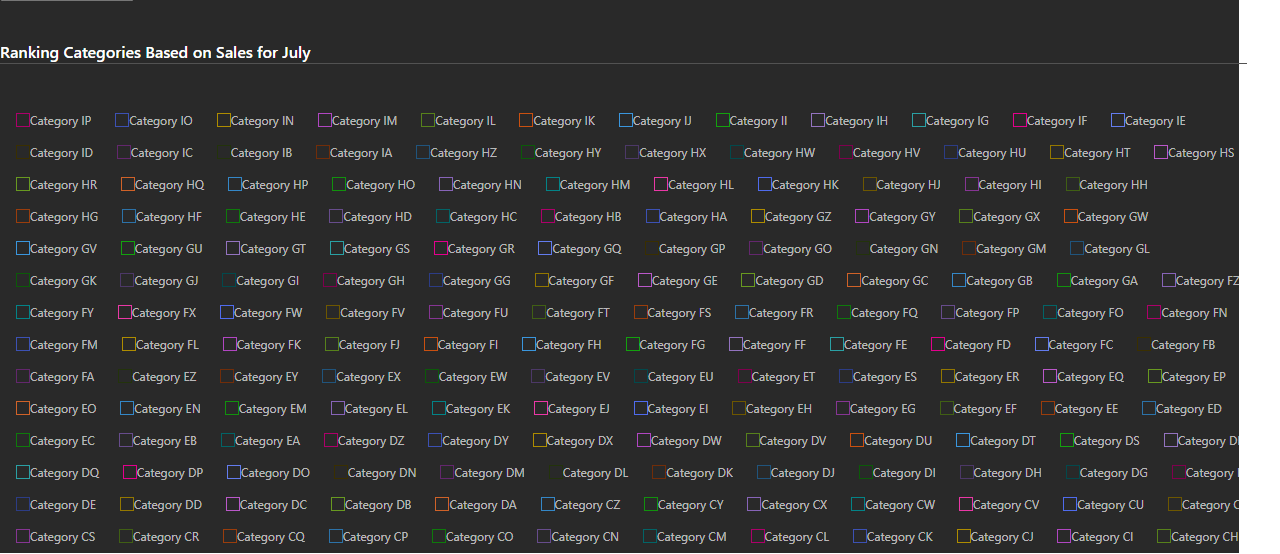 Ranking Categories Based on Sales for July
Category IP Category IO Category IN Category IM Category IL Category IK Category IJ Category II Category IH Category IG Category IF Category IE
Category ID Category IC Category IB Category IA Category HZ Category HY Category HX Category HW Category HV Category HU Category HT Category HS
Category HR Category HQ Category HP Category HO Category HN Category HM Category HL Category HK Category HJ Category HI Category HH
Category HG Category HF Category HE Category HD Category HC Category HB Category HA Category GZ Category GY Category GX Category GW
Category GV Category GU Category GT Category GS Category GR Category GQ Category GP Category GO Category GN Category GM Category GL
Category GK Category GJ Category GI Category GH Category GG Category GF Category GE Category GD Category GC Category GB Category GA Category FZ
Category FY Category FX Category FW Category FV Category FU Category FT Category FS Category FR Category FQ Category FP Category FO Category FN
Category FM Category FL Category FK Category FJ Category FI Category FH Category FG Category FF Category FE Category FD Category FC Category FB
Category FA Category EZ Category EY Category EX Category EW Category EV Category EU Category ET Category ES Category ER Category EQ Category EP
Category EO Category EN Category EM Category EL Category EK Category EJ Category EI Category EH Category EG Category EF Category EE Category ED
Category EC Category EB Category EA Category DZ Category DY Category DX Category DW Category DV Category DU Category DT Category DS Category
Category DQ Category DP Category DO Category DN Category DM Category DL Category DK Category DJ Category DI Category DH Category DG Category
Category DE Category DD Category DC Category DB Category DA Category CZ Category CY Category CX Category CW Category CV Category CU Category
Category CS Category CR Category CQ Category CP Category CO Category CN Category CM Category CL Category CK Category CJ Category CI Category CH